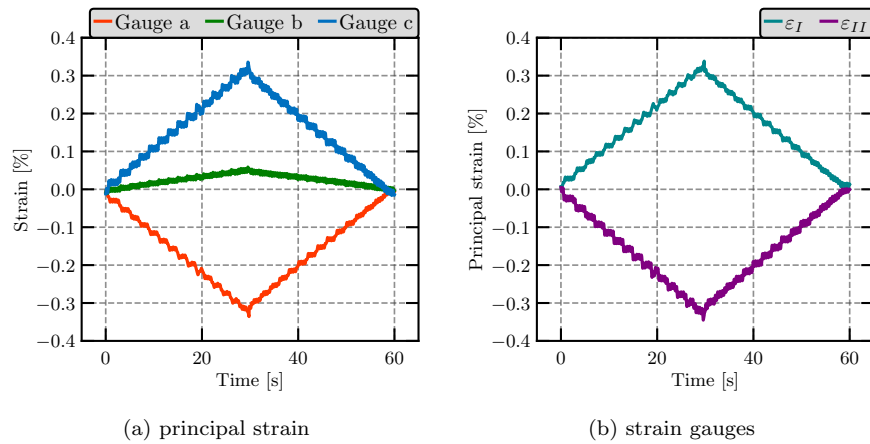 Gauge a Gauge b Gauge c
0.4
0.3
0.2
0.1
0.0
−0.1
−0.2
−0.3
−0.4
Strain [%]
0 20 40 60
Time [s]
(a) principal strain
ε_I ε_{II}
0.4
0.3
0.2
0.1
0.0
−0.1
−0.2
−0.3
−0.4
Principal strain [%]
0 20 40 60
Time [s]
(b) strain gauges